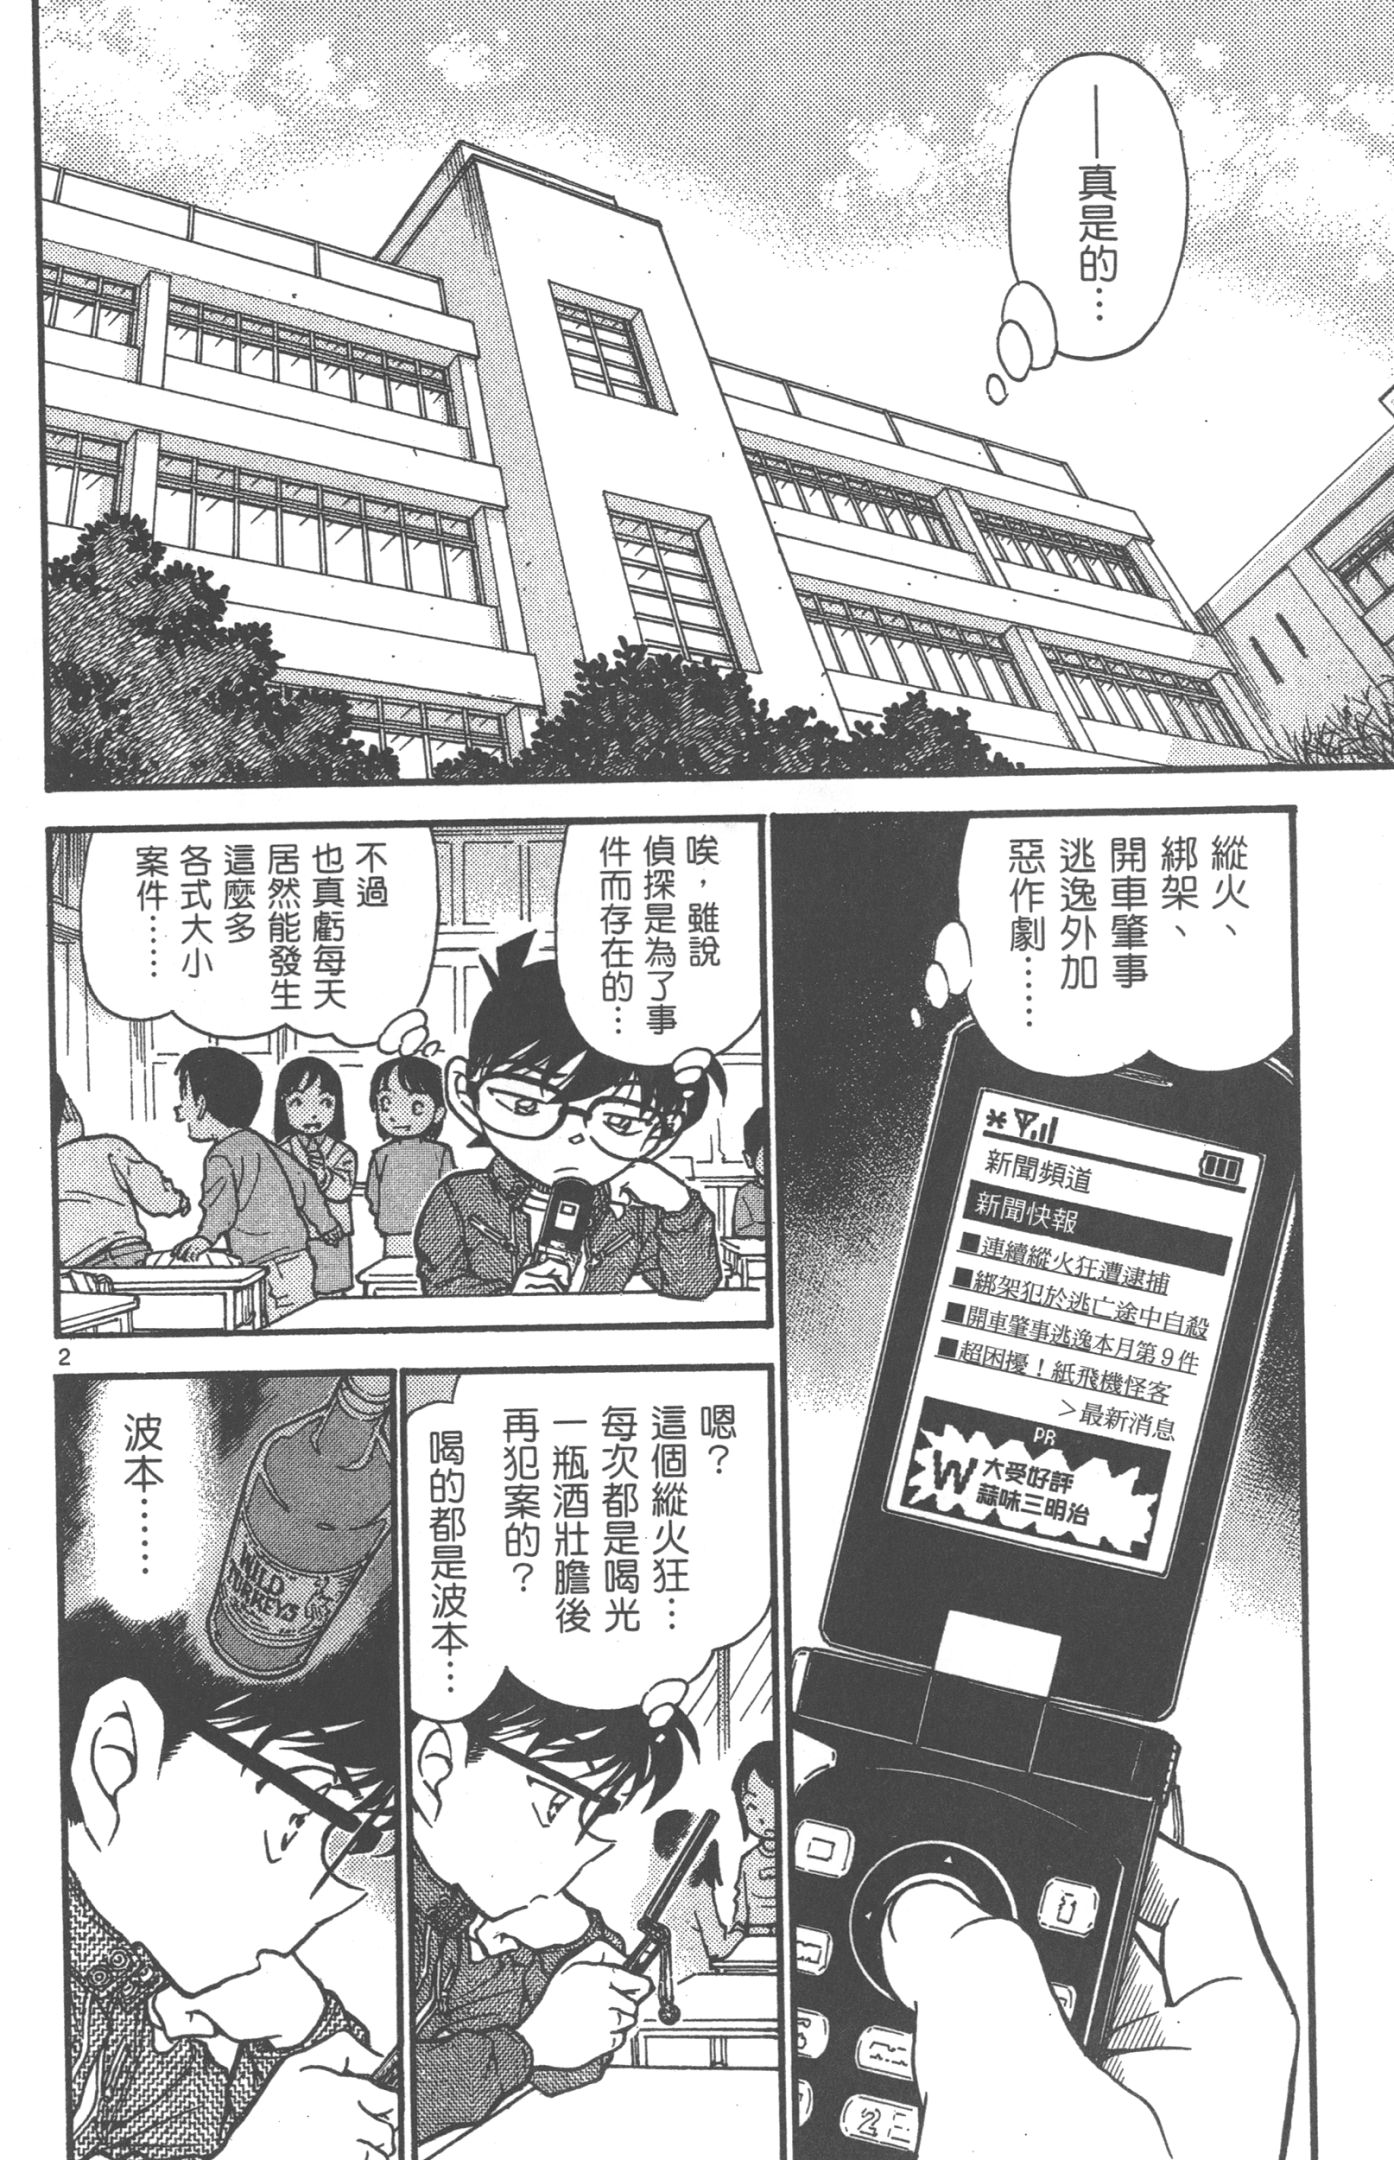 ──真是的…
縱火、
綁架、
開車肇事
逃逸外加
惡作劇……
新聞頻道
新聞快報
■連續縱火狂遭逮捕
■綁架犯於逃亡途中自殺
■開車肇事逃逸本月第9件
■超困擾！紙飛機怪客
＞最新消息
PR
W
大受好評
蒜味三明治
2
唉，雖說
偵探是為了事
件而存在的…
不過
也真虧每天
居然能發生
這麼多
各式大小
案件……
嗯？
這個縱火狂…
每次都是喝光
一瓶酒壯膽後
再犯案的？
喝的都是波本…
波本……
WILD
TURKEYS
2